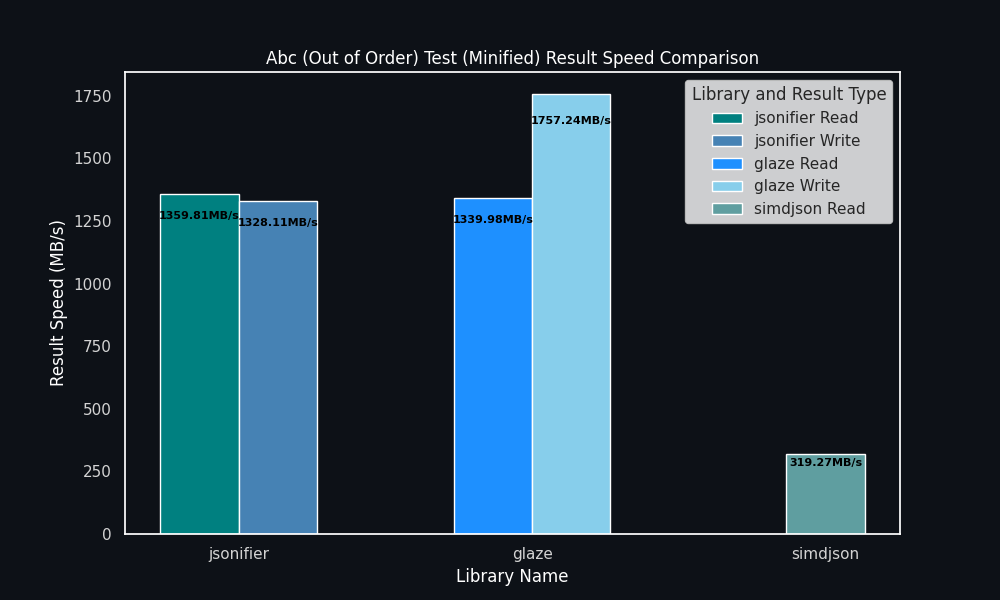 Abc (Out of Order) Test (Minified) Result Speed Comparison
Result Speed (MB/s)
1750
1500
1250
1000
750
500
250
0
1359.81MB/s
1328.11MB/s
1339.98MB/s
1757.24MB/s
319.27MB/s
Library and Result Type
jsonifier Read
jsonifier Write
glaze Read
glaze Write
simdjson Read
jsonifier
glaze
simdjson
Library Name